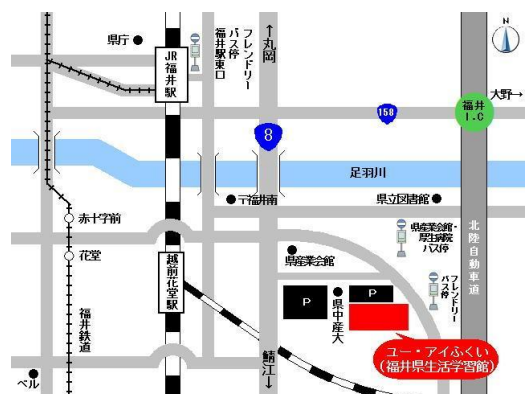 県庁
JR福井駅
福井駅東口
バス停
フレンドリー
↑丸岡
N
大野→
福井
I.C
158
8
足羽川
〒福井南
県立図書館
赤十字前
花堂
越前花堂駅
県産業会館
県産業会館・
厚生病院
バス停
北陸自動車道
フレンドリー
バス停
P
県中産大
P
福井鉄道
鯖江↓
ベル
ユー・アイふくい
(福井県生活学習館)